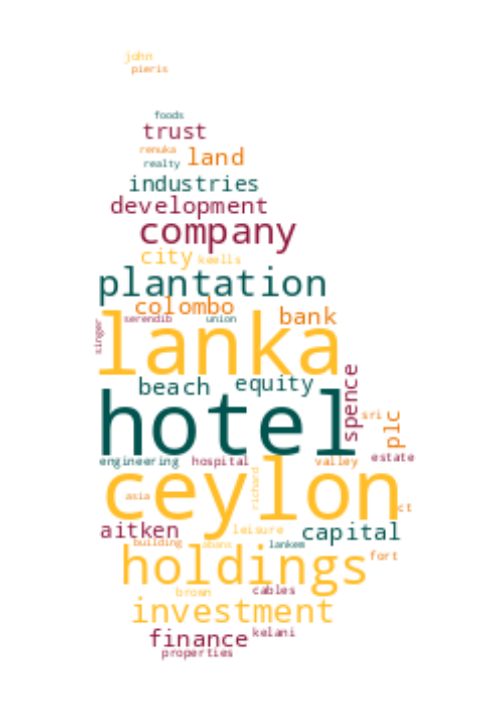 john
pieris
foods
trust
renuka
realty land
industries
development
company
city keells
plantation
colombo
serendib union bank
singer
lanka
beach equity
spence
hotel
sri
plc
engineering hospital valley estate
richard
ceylon
asia
ct
aitken leisure capital
building abans lankem
holdings fort
brown cables
investment
finance kelani
properties